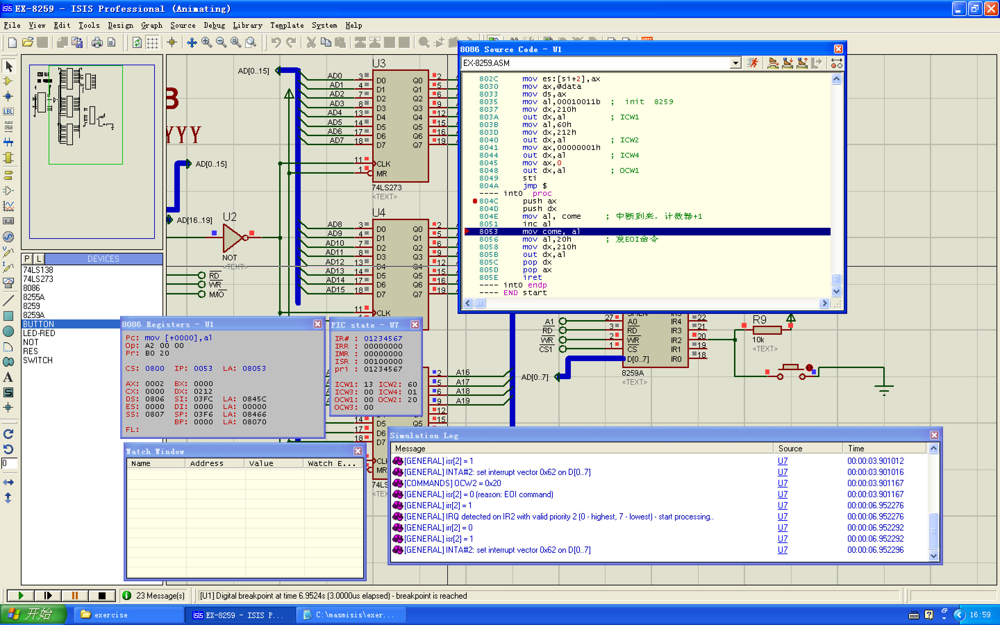 EX-8259 - ISIS Professional (Animating)
File View Edit Tools Design Graph Source Debug Library Template System Help
AD[0..15]
U3
AD0 3 D0 Q0 2
AD1 4 D1 Q1 5
AD2 7 D2 Q2 6
AD3 8 D3 Q3 9
AD4 13 D4 Q4 12
AD5 14 D5 Q5 15
AD6 17 D6 Q6 16
AD7 18 D7 Q7 19
11 CLK
1 MR
74LS273
<TEXT>
B
YYY
AD[0..15]
AD[16..19]
U2
NOT
<TEXT>
RD
WR
M/IO
U4
AD8 3 D0 Q0 2
AD9 4 D1 Q1 5
AD10 7 D2 Q2 6
AD11 8 D3 Q3 9
AD12 13 D4 Q4 12
AD13 14 D5 Q5 15
AD14 17 D6 Q6 16
AD15 18 D7 Q7 19
11 CLK
LBL
P L DEVICES
74LS138
74LS273
8086
8255A
8259
8259A
BUTTON
LED-RED
NOT
RES
SWITCH
8086 Source Code - U1
EX-8259.ASM
802C mov es:[si+2],ax
8030 mov ax,@data
8033 mov ds,ax
8035 mov al,00010011b ; init 8259
8037 mov dx,210h
803A out dx,al ; ICW1
803B mov al,60h
803D mov dx,212h
8040 out dx,al ; ICW2
8041 mov ax,00000001h
8044 out dx,al ; ICW4
8045 mov ax,0
8048 out dx,al ; OCW1
8049 sti
804A jmp $
---- int0 proc
804C push ax
804D push dx
804E mov al, come ; 中断到来，计数器+1
8051 inc al
8053 mov come, al
8056 mov al,20h ; 发EOI命令
8058 mov dx,210h
805B out dx,al
805C pop dx
805D pop ax
805E iret
---- int0 endp
---- END start
8086 Registers - U1
Pc: mov [+0000],al
Op: A2 00 00
Pr: B0 20
CS: 0800 IP: 0053 LA: 08053
AX: 0002 BX: 0000
CX: 0000 DX: 0212
DS: 0806 SI: 03FC LA: 0845C
ES: 0000 DI: 0000 LA: 00000
SS: 0807 SP: 03F6 LA: 08466
BP: 0000 LA: 08070
FL:
PIC state - U7
IR# : 01234567
IRR : 00000000
IMR : 00000000
ISR : 00100000
pri : 01234567
ICW1: 13 ICW2: 60
ICW3: 00 ICW4: 01
OCW1: 00 OCW2: 20
OCW3: 00
2 A16
5 A17
6 A18
9 A19
12
14 D5 Q5 15
17 D6
18 D7
MR
A1 27 A0 IR4 22
RD 3 RD IR3 21
WR 2 WR IR2 20
CS1 1 CS IR1 19
D[0..7] IR0 18
AD[0..7]
8259A
<TEXT>
R9
10k
<TEXT>
Watch Window
Name Address Value Watch E...
Simulation Log
Message Source Time
[GENERAL] isr[2] = 1 U7 00:00:03.901012
[GENERAL] INTA#2: set interrupt vector 0x62 on D[0..7] U7 00:00:03.901016
[COMMANDS] OCW2 = 0x20 U7 00:00:03.901167
[GENERAL] isr[2] = 0 (reason: EOI command) U7 00:00:03.901167
[GENERAL] irr[2] = 1 U7 00:00:06.952276
[GENERAL] IRQ detected on IR2 with valid priority 2 (0 - highest, 7 - lowest) - start processing.. U7 00:00:06.952276
[GENERAL] irr[2] = 0 U7 00:00:06.952292
[GENERAL] isr[2] = 1 U7 00:00:06.952292
[GENERAL] INTA#2: set interrupt vector 0x62 on D[0..7] U7 00:00:06.952296
0
23 Message(s)
[U1] Digital breakpoint at time 6.9524s (3.0000us elapsed) - breakpoint is reached
开始 exercise EX-8259 - ISIS P... C:\masmisis\exer... 16:59